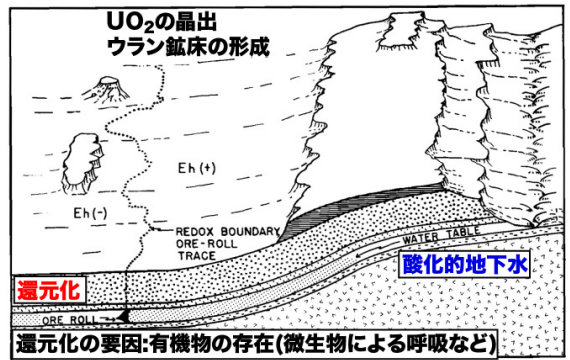 UO₂の晶出
ウラン鉱床の形成
Eh(+)
Eh(-)
REDOX BOUNDARY
ORE-ROLL
TRACE
WATER TABLE
酸化的地下水
還元化
ORE ROLL
還元化の要因:有機物の存在(微生物による呼吸など)